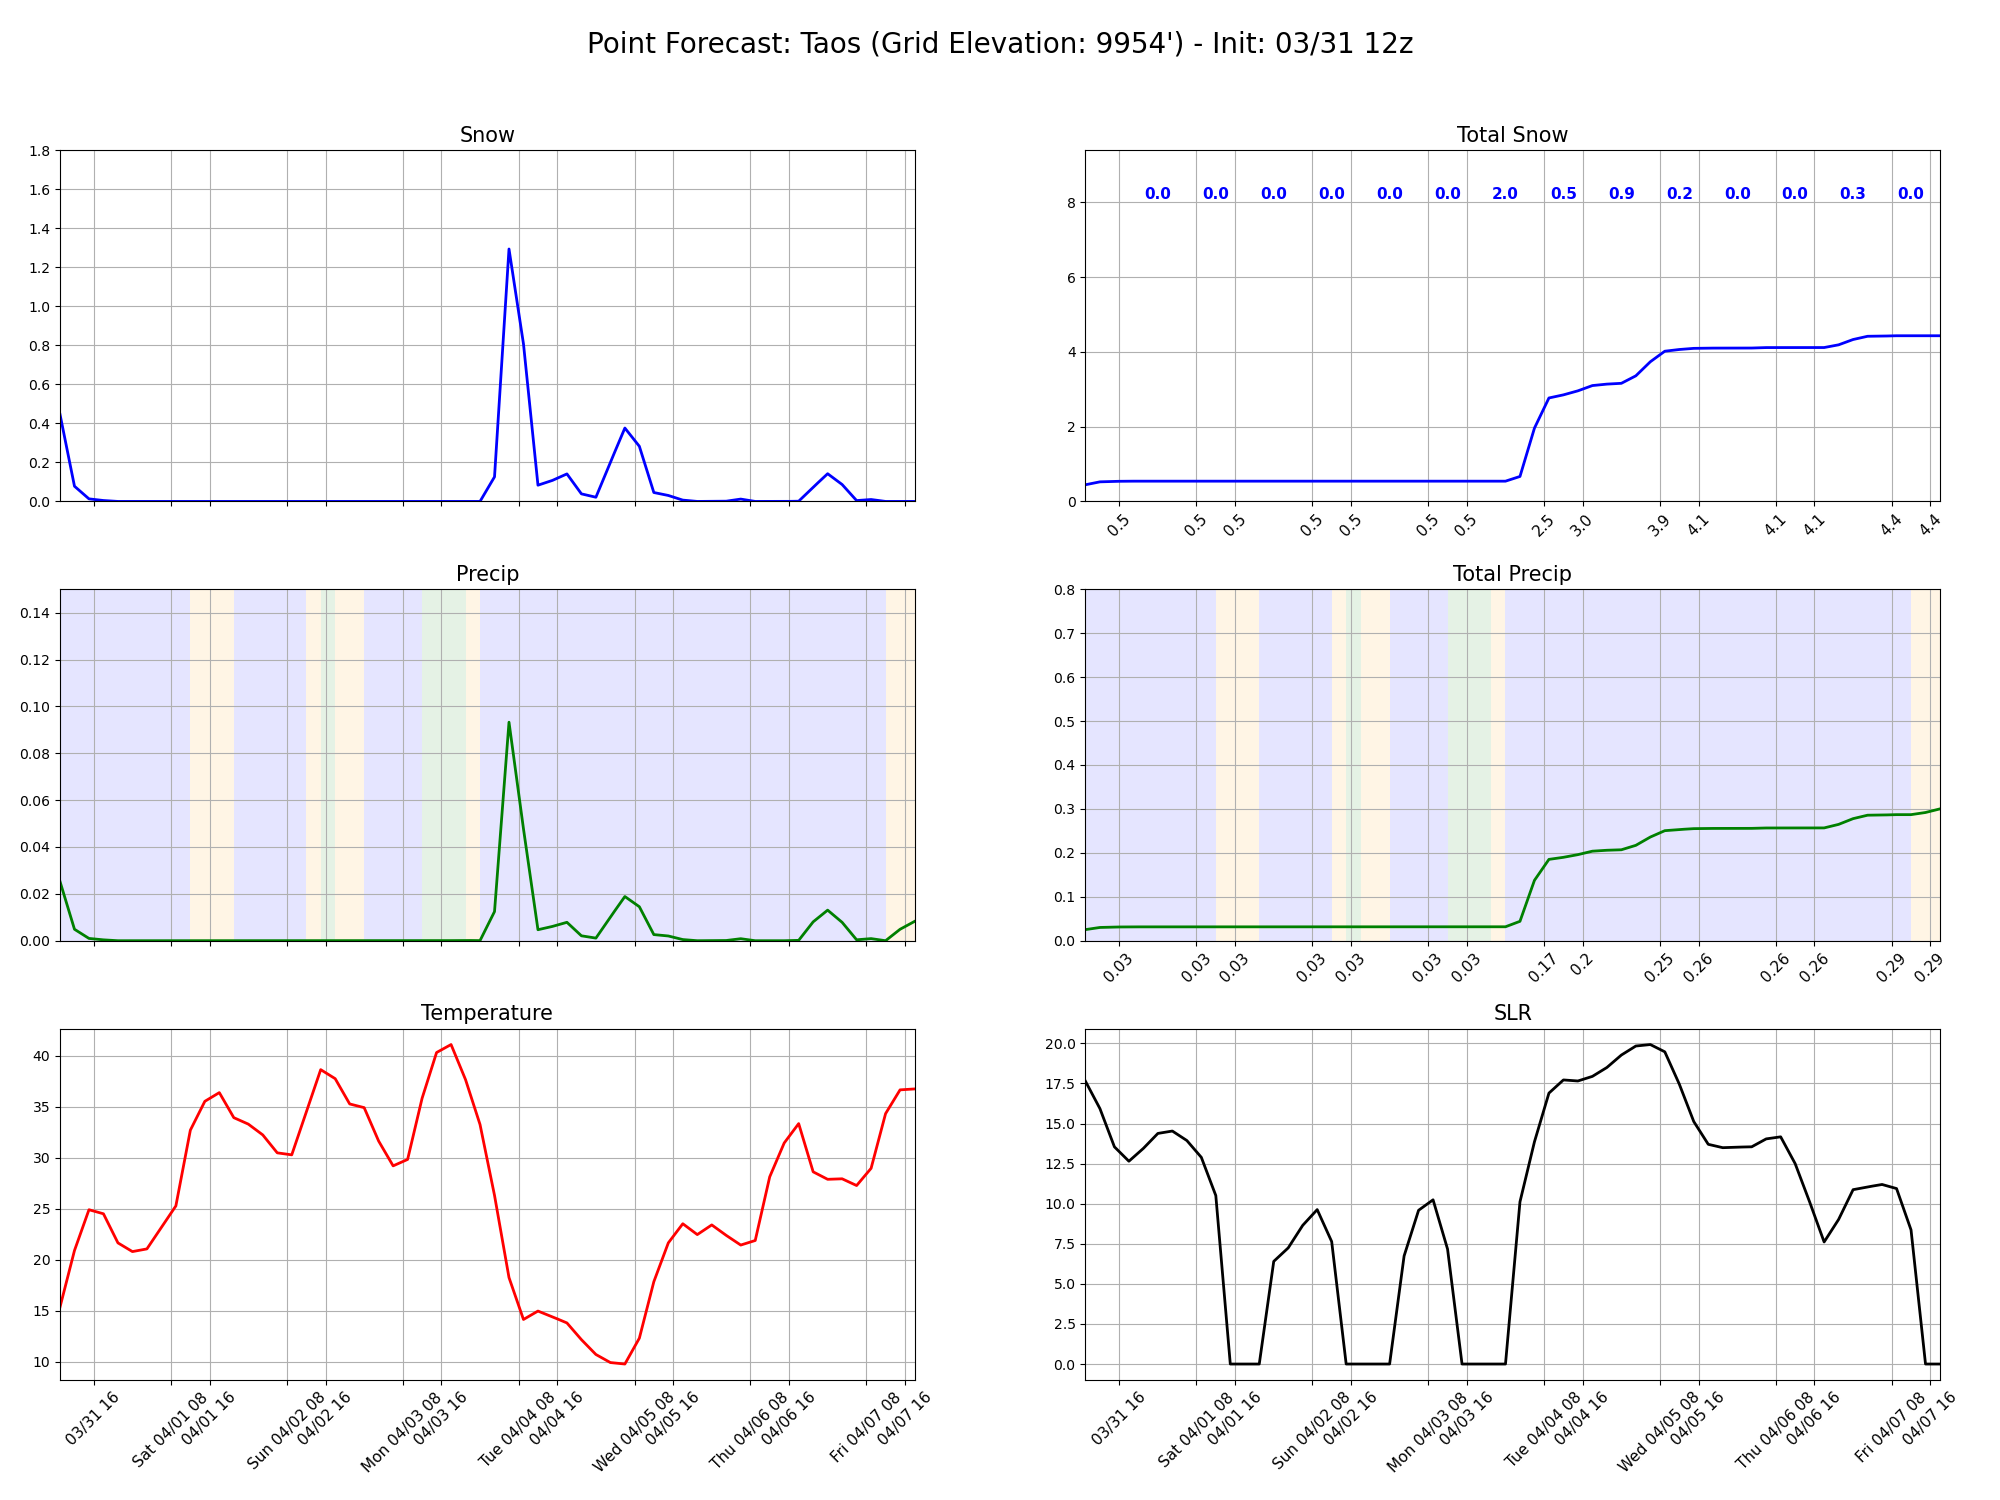 Point Forecast: Taos (Grid Elevation: 9954') - Init: 03/31 12z
Snow
1.8
1.6
1.4
1.2
1.0
0.8
0.6
0.4
0.2
0.0
Total Snow
0.0 0.0 0.0 0.0 0.0 0.0 2.0 0.5 0.9 0.2 0.0 0.0 0.3 0.0
8
6
4
2
0
0.5 0.5 0.5 0.5 0.5 0.5 0.5 2.5 3.0 3.9 4.1 4.1 4.1 4.4 4.4
Precip
0.14
0.12
0.10
0.08
0.06
0.04
0.02
0.00
Total Precip
0.8
0.7
0.6
0.5
0.4
0.3
0.2
0.1
0.0
0.03 0.03 0.03 0.03 0.03 0.03 0.03 0.17 0.2 0.25 0.26 0.26 0.26 0.29 0.29
Temperature
40
35
30
25
20
15
10
03/31 16
Sat 04/01 08
04/01 16
Sun 04/02 08
04/02 16
Mon 04/03 08
04/03 16
Tue 04/04 08
04/04 16
Wed 04/05 08
04/05 16
Thu 04/06 08
04/06 16
Fri 04/07 08
04/07 16
SLR
20.0
17.5
15.0
12.5
10.0
7.5
5.0
2.5
0.0
03/31 16
Sat 04/01 08
04/01 16
Sun 04/02 08
04/02 16
Mon 04/03 08
04/03 16
Tue 04/04 08
04/04 16
Wed 04/05 08
04/05 16
Thu 04/06 08
04/06 16
Fri 04/07 08
04/07 16